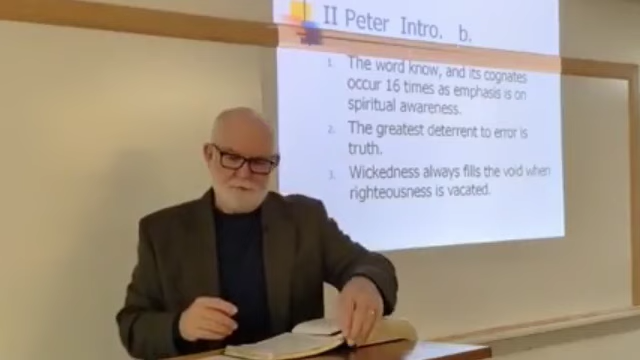 II Peter Intro. b.
1. The word know, and its cognates
occur 16 times as emphasis is on
spiritual awareness.
2. The greatest deterrent to error is
truth.
3. Wickedness always fills the void when
righteousness is vacated.